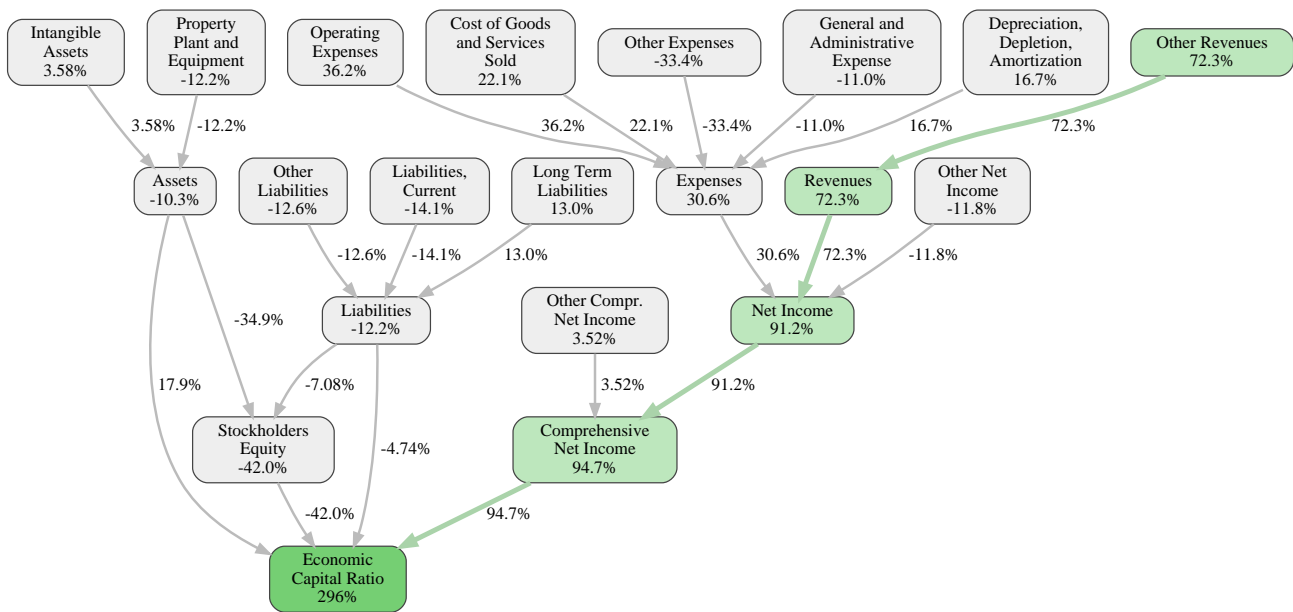 Intangible
Assets
3.58%
Property
Plant and
Equipment
-12.2%
Operating
Expenses
36.2%
Cost of Goods
and Services
Sold
22.1%
Other Expenses
-33.4%
General and
Administrative
Expense
-11.0%
Depreciation,
Depletion,
Amortization
16.7%
Other Revenues
72.3%
3.58%
-12.2%
36.2%
22.1%
-33.4%
-11.0%
16.7%
72.3%
Assets
-10.3%
Other
Liabilities
-12.6%
Liabilities,
Current
-14.1%
Long Term
Liabilities
13.0%
Expenses
30.6%
Revenues
72.3%
Other Net
Income
-11.8%
-12.6%
-14.1%
13.0%
30.6%
72.3%
-11.8%
-34.9%
Liabilities
-12.2%
Other Compr.
Net Income
3.52%
Net Income
91.2%
17.9%
-7.08%
3.52%
91.2%
Stockholders
Equity
-42.0%
-4.74%
Comprehensive
Net Income
94.7%
-42.0%
94.7%
Economic
Capital Ratio
296%